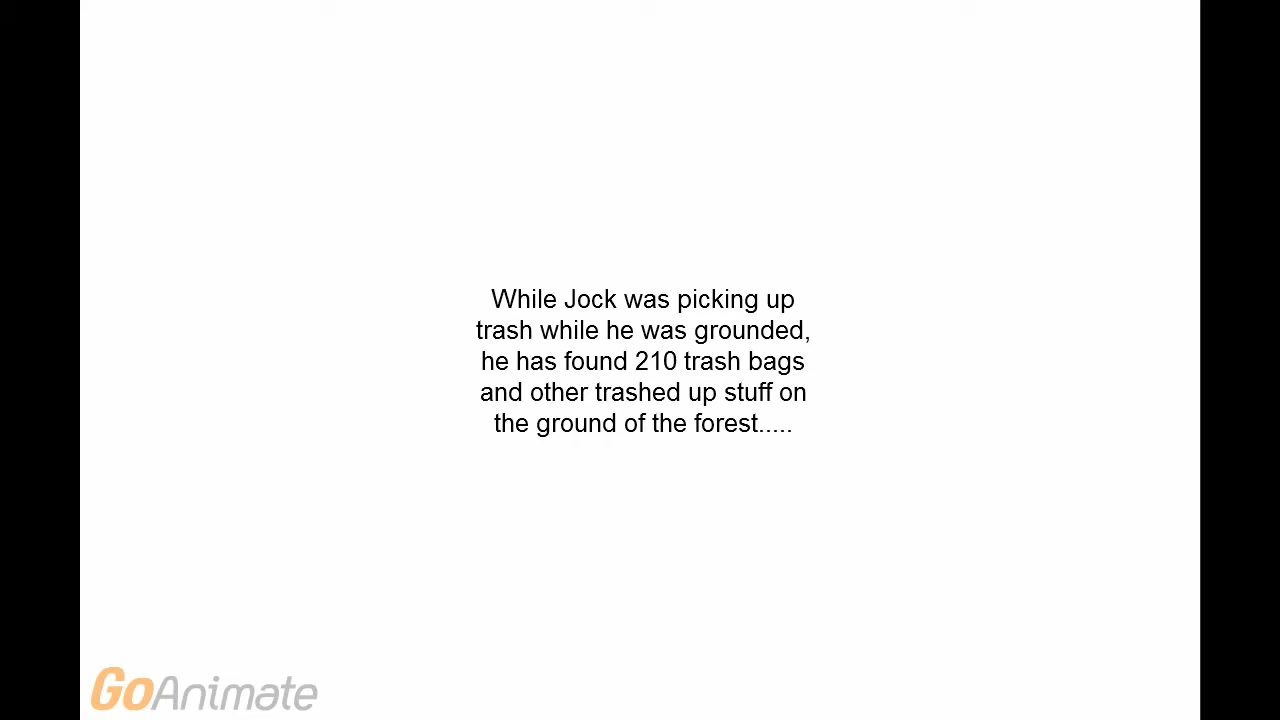 While Jock was picking up
trash while he was grounded,
he has found 210 trash bags
and other trashed up stuff on
the ground of the forest.....
GoAnimate